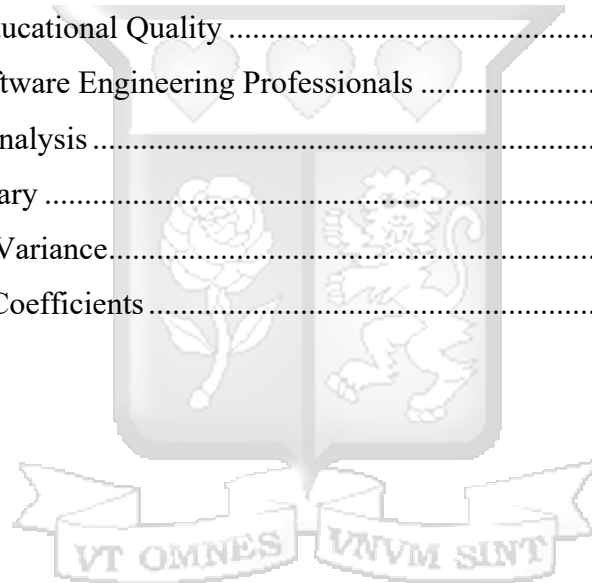 ucational Quality ..........................................
tware Engineering Professionals ....................
nalysis ..........................................................
ary ................................................................
Variance........................................................
Coefficients ...................................................
VT OMNES VNVM SINT